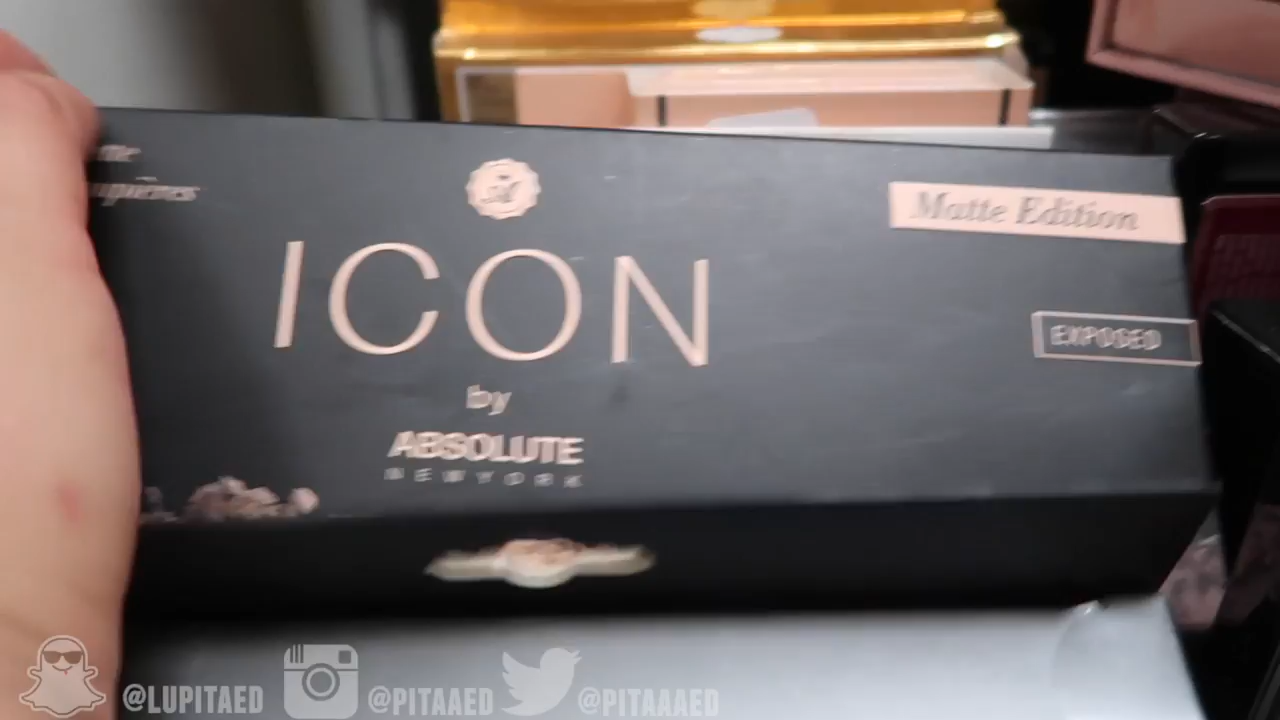 Matte Edition
ICON
EXPOSED
by
ABSOLUTE
NEW YORK
@LUPITAED @PITAAED @PITAAAED